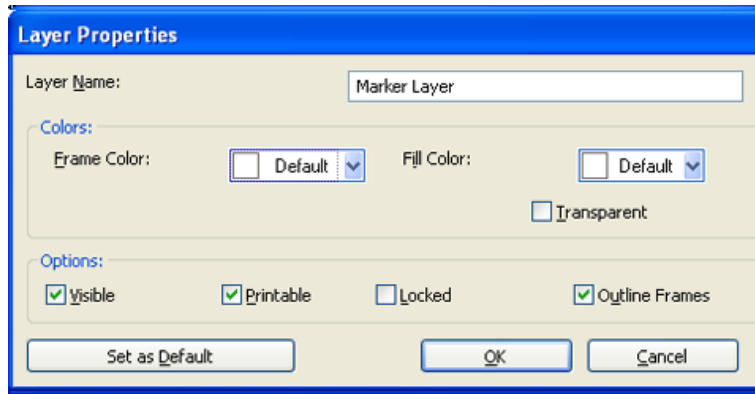 Layer Properties
Layer Name: Marker Layer
Colors:
Frame Color: Default Fill Color: Default
Transparent
Options:
Visible Printable Locked Outline Frames
Set as Default OK Cancel